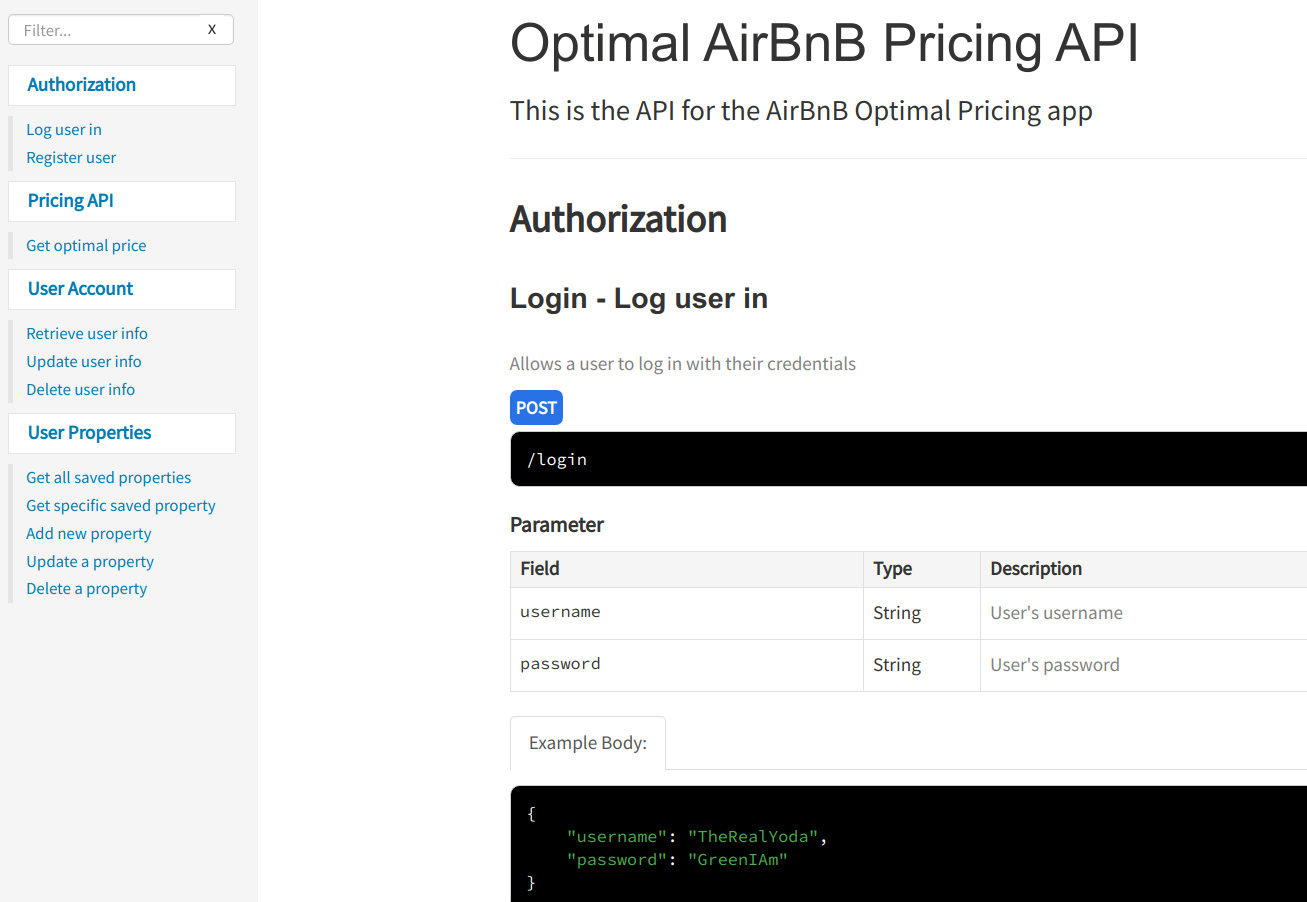 Filter...
X
Authorization
Log user in
Register user
Pricing API
Get optimal price
User Account
Retrieve user info
Update user info
Delete user info
User Properties
Get all saved properties
Get specific saved property
Add new property
Update a property
Delete a property
Optimal AirBnB Pricing API
This is the API for the AirBnB Optimal Pricing app
Authorization
Login - Log user in
Allows a user to log in with their credentials
POST
/login
Parameter
Field Type Description
username String User's username
password String User's password
Example Body:
{
"username": "TheRealYoda",
"password": "GreenIAm"
}